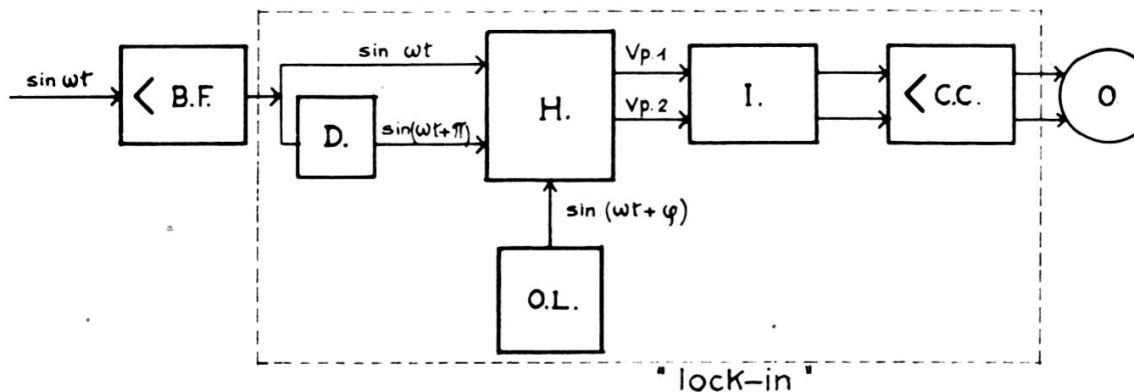 sin ωt
< B.F.
sin ωt
D.
sin(ωt+π)
H.
Vp.1
Vp.2
I.
< C.C.
O
sin (ωt + φ)
O.L.
"lock-in"